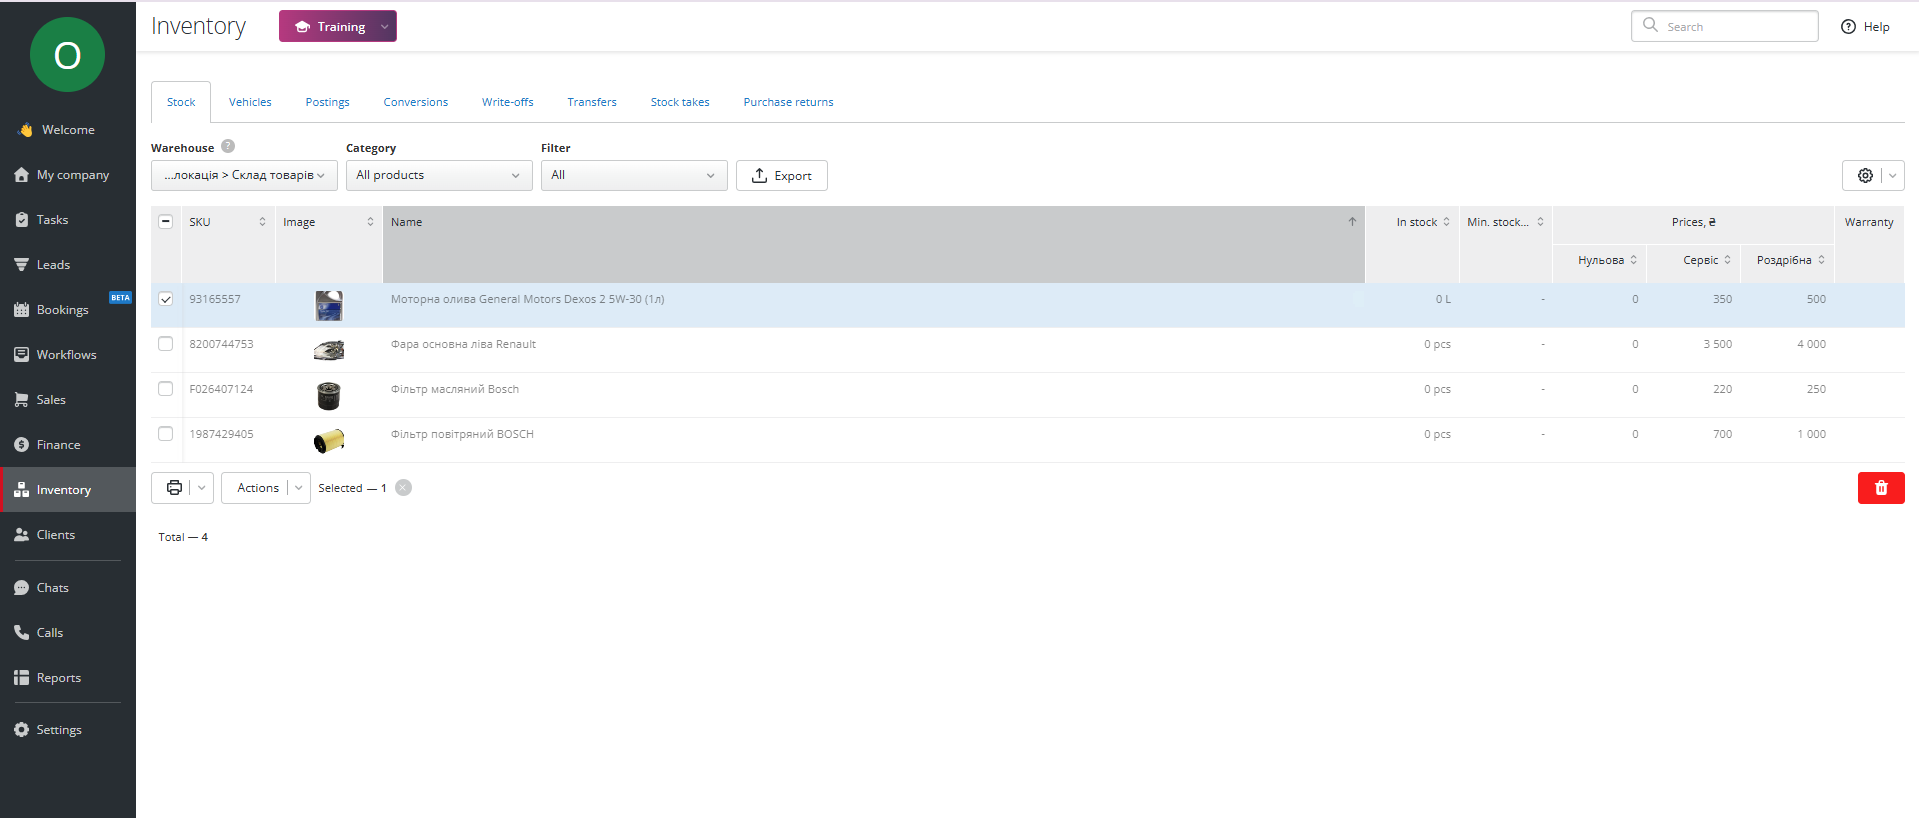 O
Inventory
Training
Search
Help
Welcome
My company
Tasks
Leads
Bookings
BETA
Workflows
Sales
Finance
Inventory
Clients
Chats
Calls
Reports
Settings
Stock Vehicles Postings Conversions Write-offs Transfers Stock takes Purchase returns
Warehouse ? Category Filter
...локація > Склад товарів All products All Export
SKU Image Name In stock Min. stock... Prices, ₴ Warranty
Нульова Сервіс Роздрібна
93165557 Моторна олива General Motors Dexos 2 5W-30 (1л) 0 L - 0 350 500
8200744753 Фара основна ліва Renault 0 pcs - 0 3 500 4 000
F026407124 Фільтр масляний Bosch 0 pcs - 0 220 250
1987429405 Фільтр повітряний BOSCH 0 pcs - 0 700 1 000
Actions Selected — 1
Total — 4